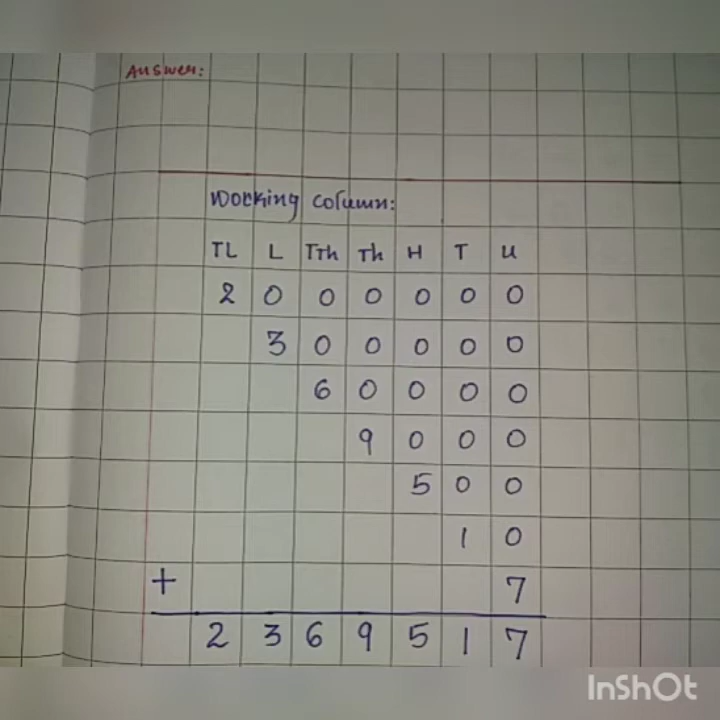 Answer:
Working column:
TL L Tth Th H T U
2 0 0 0 0 0 0
3 0 0 0 0 0
6 0 0 0 0
9 0 0 0
5 0 0
1 0
+ 7
2 3 6 9 5 1 7
InShOt